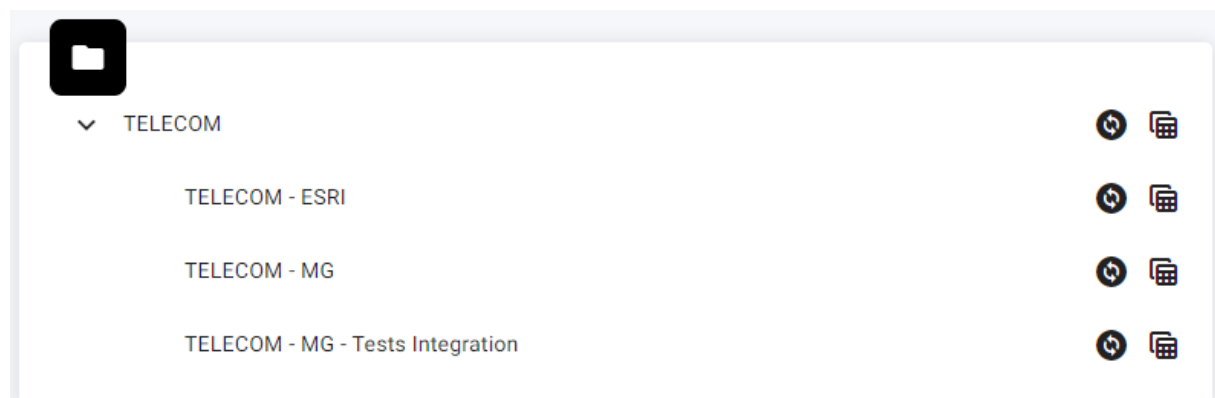 TELECOM
TELECOM - ESRI
TELECOM - MG
TELECOM - MG - Tests Integration